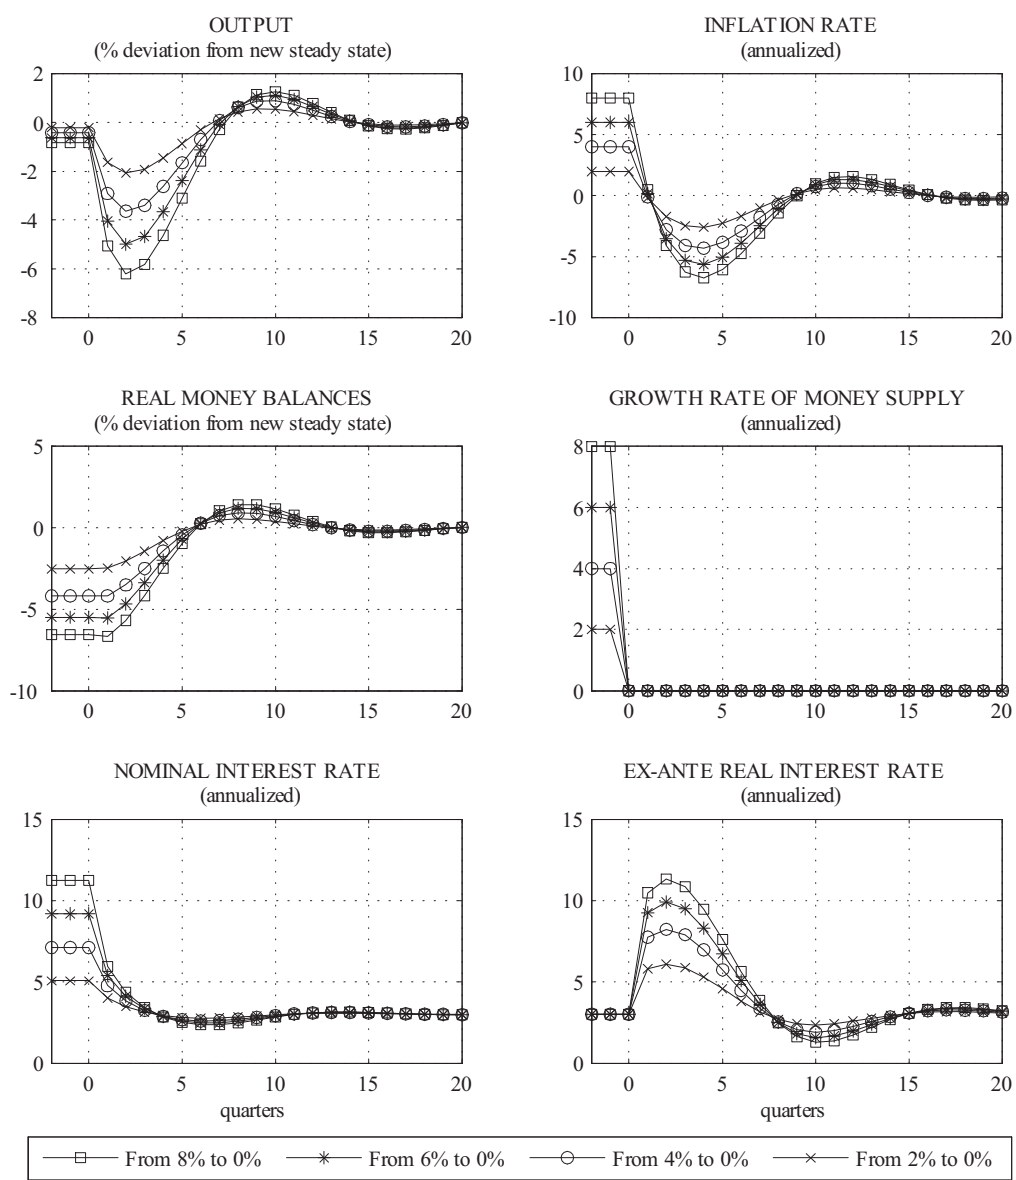 OUTPUT
(% deviation from new steady state)
2
0
-2
-4
-6
-8
0 5 10 15 20
INFLATION RATE
(annualized)
10
5
0
-5
-10
0 5 10 15 20
REAL MONEY BALANCES
(% deviation from new steady state)
5
0
-5
-10
0 5 10 15 20
GROWTH RATE OF MONEY SUPPLY
(annualized)
8
6
4
2
0
0 5 10 15 20
NOMINAL INTEREST RATE
(annualized)
15
10
5
0
0 5 10 15 20
quarters
EX-ANTE REAL INTEREST RATE
(annualized)
15
10
5
0
0 5 10 15 20
quarters
From 8% to 0% From 6% to 0% From 4% to 0% From 2% to 0%